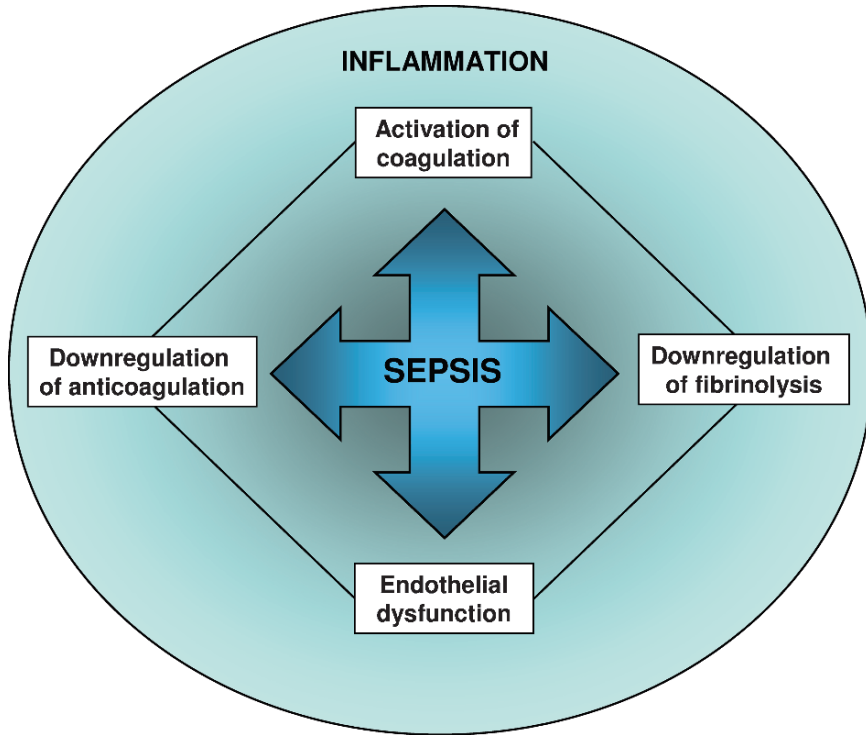 INFLAMMATION
Activation of
coagulation
Downregulation
of anticoagulation
SEPSIS
Downregulation
of fibrinolysis
Endothelial
dysfunction